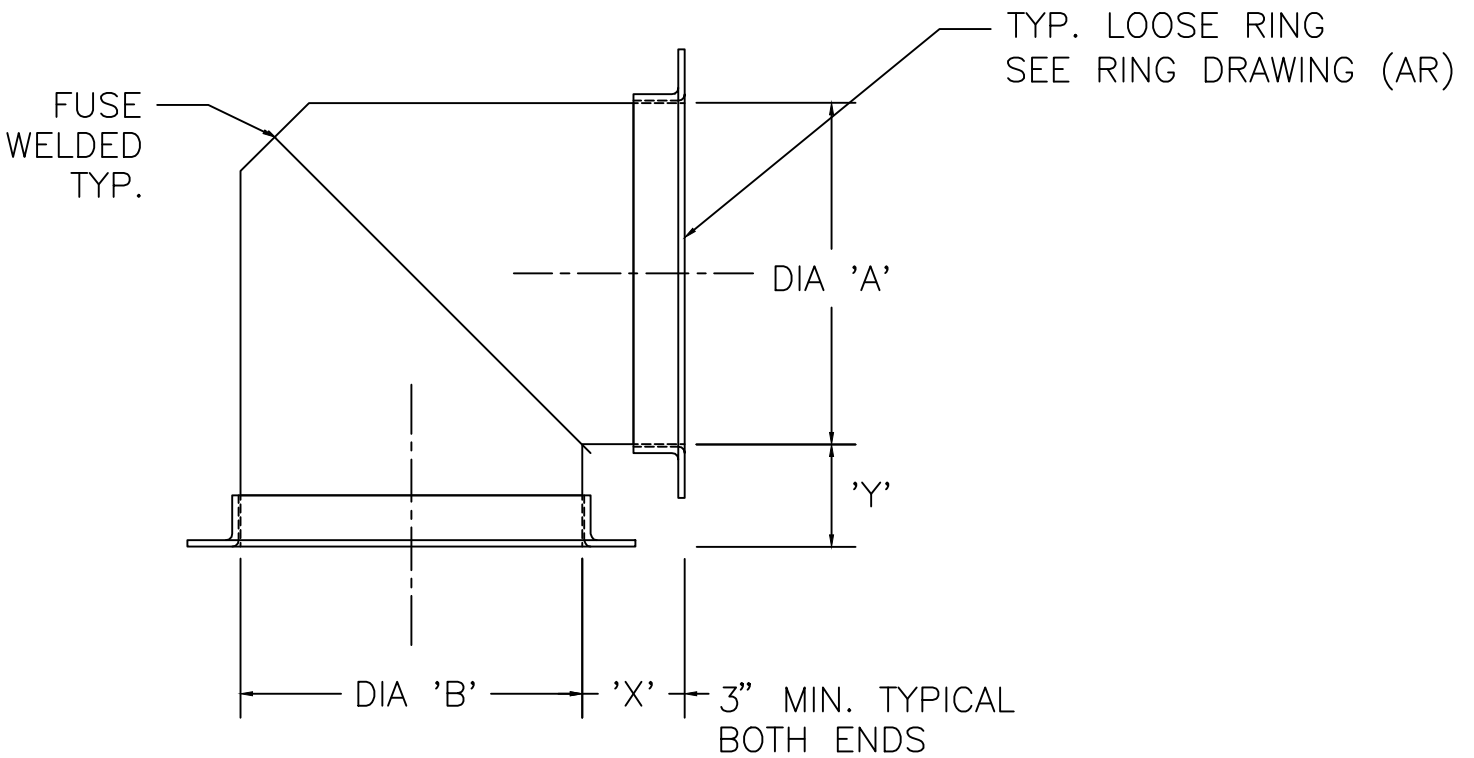 TYP. LOOSE RING
SEE RING DRAWING (AR)
FUSE
WELDED
TYP.
DIA 'A'
'Y'
DIA 'B'
'X'
3" MIN. TYPICAL
BOTH ENDS